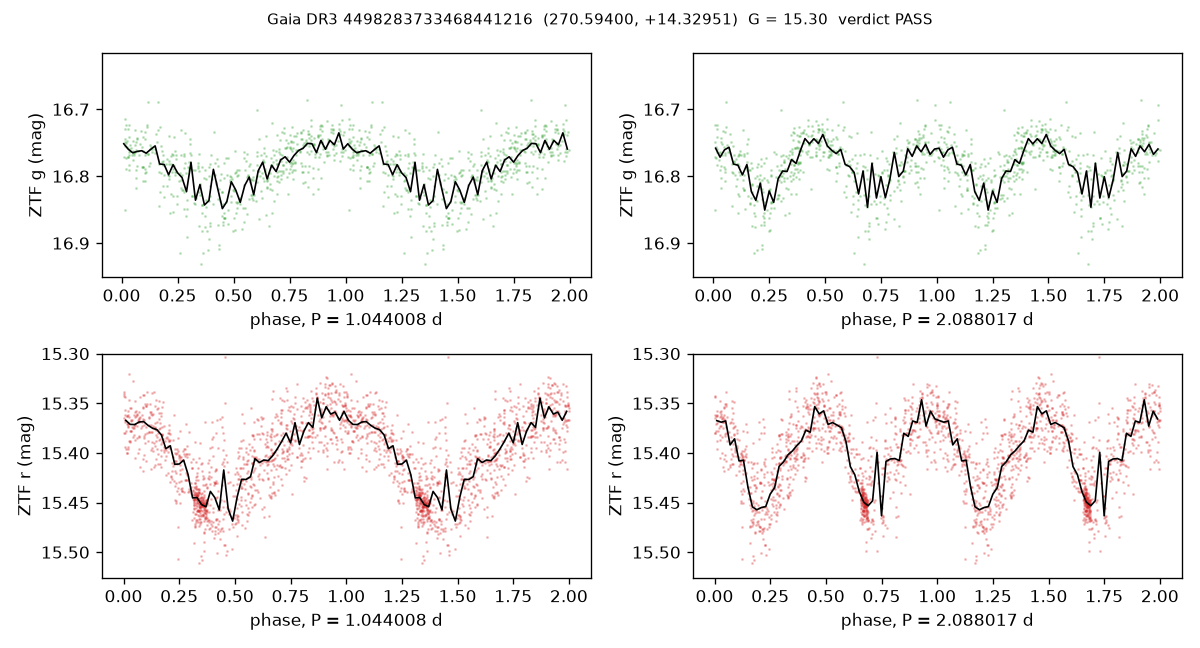 Gaia DR3 4498283733468441216  (270.59400, +14.32951)  G = 15.30  verdict PASS
ZTF g (mag)
16.7
16.8
16.9
0.00 0.25 0.50 0.75 1.00 1.25 1.50 1.75 2.00
phase, P = 1.044008 d
ZTF g (mag)
16.7
16.8
16.9
0.00 0.25 0.50 0.75 1.00 1.25 1.50 1.75 2.00
phase, P = 2.088017 d
ZTF r (mag)
15.30
15.35
15.40
15.45
15.50
0.00 0.25 0.50 0.75 1.00 1.25 1.50 1.75 2.00
phase, P = 1.044008 d
ZTF r (mag)
15.30
15.35
15.40
15.45
15.50
0.00 0.25 0.50 0.75 1.00 1.25 1.50 1.75 2.00
phase, P = 2.088017 d